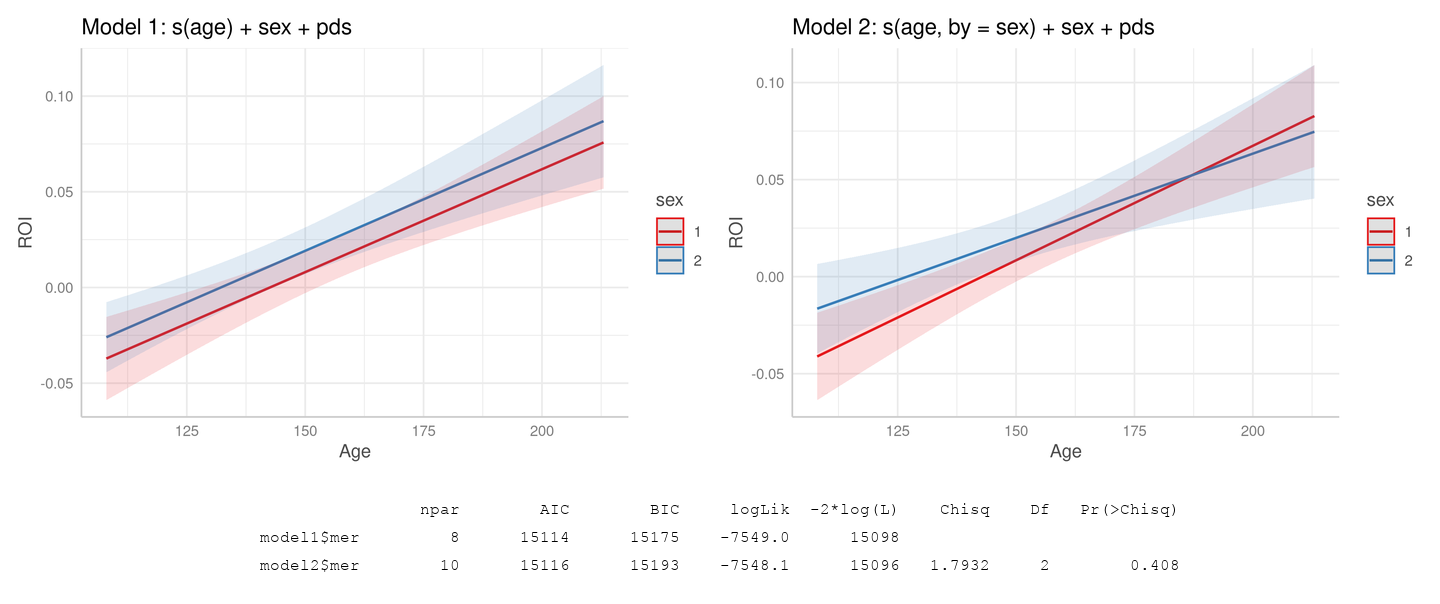 Model 1: s(age) + sex + pds
0.10
0.05
0.00
-0.05
125 150 175 200
Age
ROI
sex
1
2
Model 2: s(age, by = sex) + sex + pds
0.10
0.05
0.00
-0.05
125 150 175 200
Age
ROI
sex
1
2
npar AIC BIC logLik -2*log(L) Chisq Df Pr(>Chisq)
model1$mer 8 15114 15175 -7549.0 15098
model2$mer 10 15116 15193 -7548.1 15096 1.7932 2 0.408